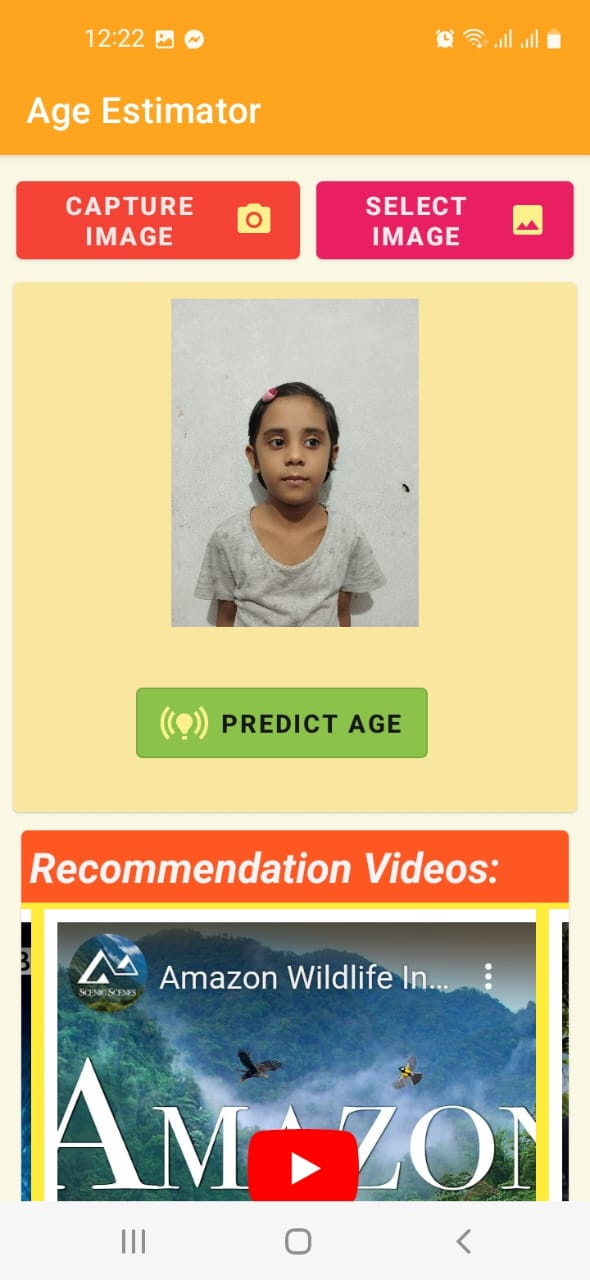 12:22
Age Estimator
CAPTURE
IMAGE
SELECT
IMAGE
PREDICT AGE
Recommendation Videos:
SCENIC SCENES
Amazon Wildlife In...
AMAZON